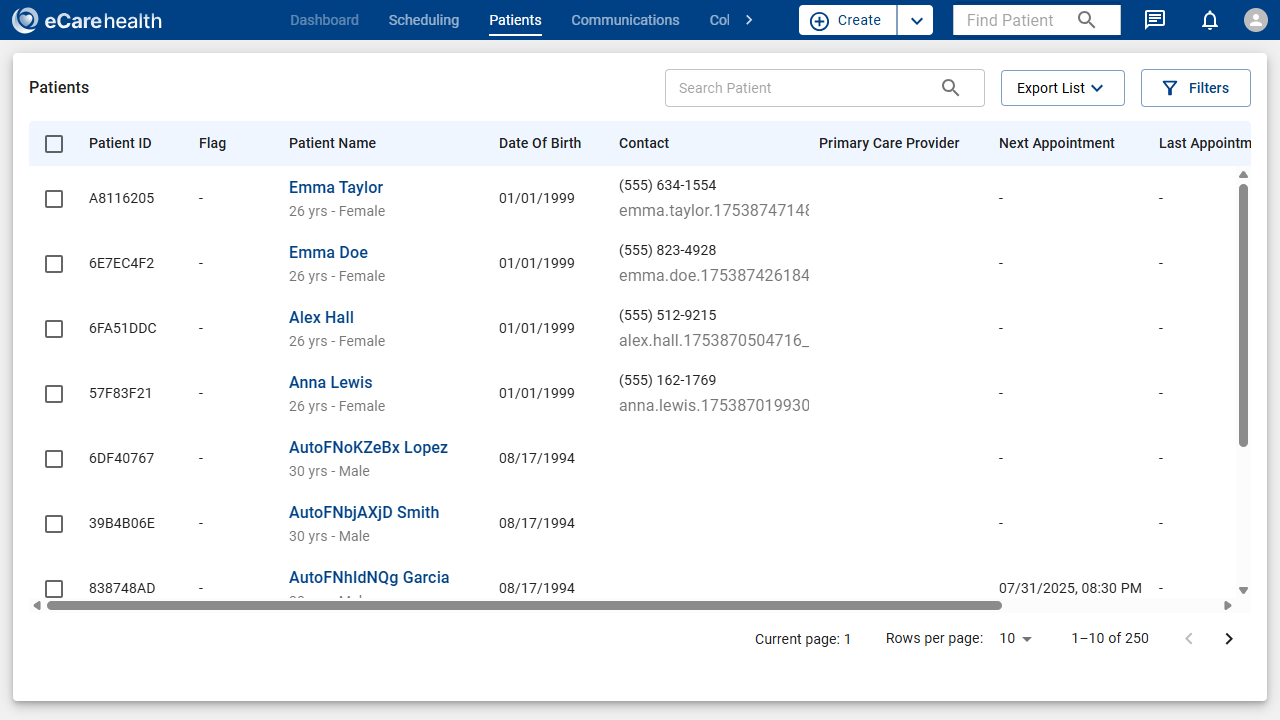 eCarehealth
Dashboard Scheduling Patients Communications Col
Create
Find Patient
Patients
Search Patient
Export List
Filters
Patient ID Flag Patient Name Date Of Birth Contact Primary Care Provider Next Appointment Last Appointm
A8116205 - Emma Taylor 01/01/1999 (555) 634-1554 - -
26 yrs - Female emma.taylor.1753874714
6E7EC4F2 - Emma Doe 01/01/1999 (555) 823-4928 - -
26 yrs - Female emma.doe.175387426184
6FA51DDC - Alex Hall 01/01/1999 (555) 512-9215 - -
26 yrs - Female alex.hall.1753870504716_
57F83F21 - Anna Lewis 01/01/1999 (555) 162-1769 - -
26 yrs - Female anna.lewis.175387019930
6DF40767 - AutoFNoKZeBx Lopez 08/17/1994 - -
30 yrs - Male
39B4B06E - AutoFNbjAXjD Smith 08/17/1994 - -
30 yrs - Male
838748AD - AutoFNhIdNQg Garcia 08/17/1994 07/31/2025, 08:30 PM -
Current page: 1 Rows per page: 10 1–10 of 250